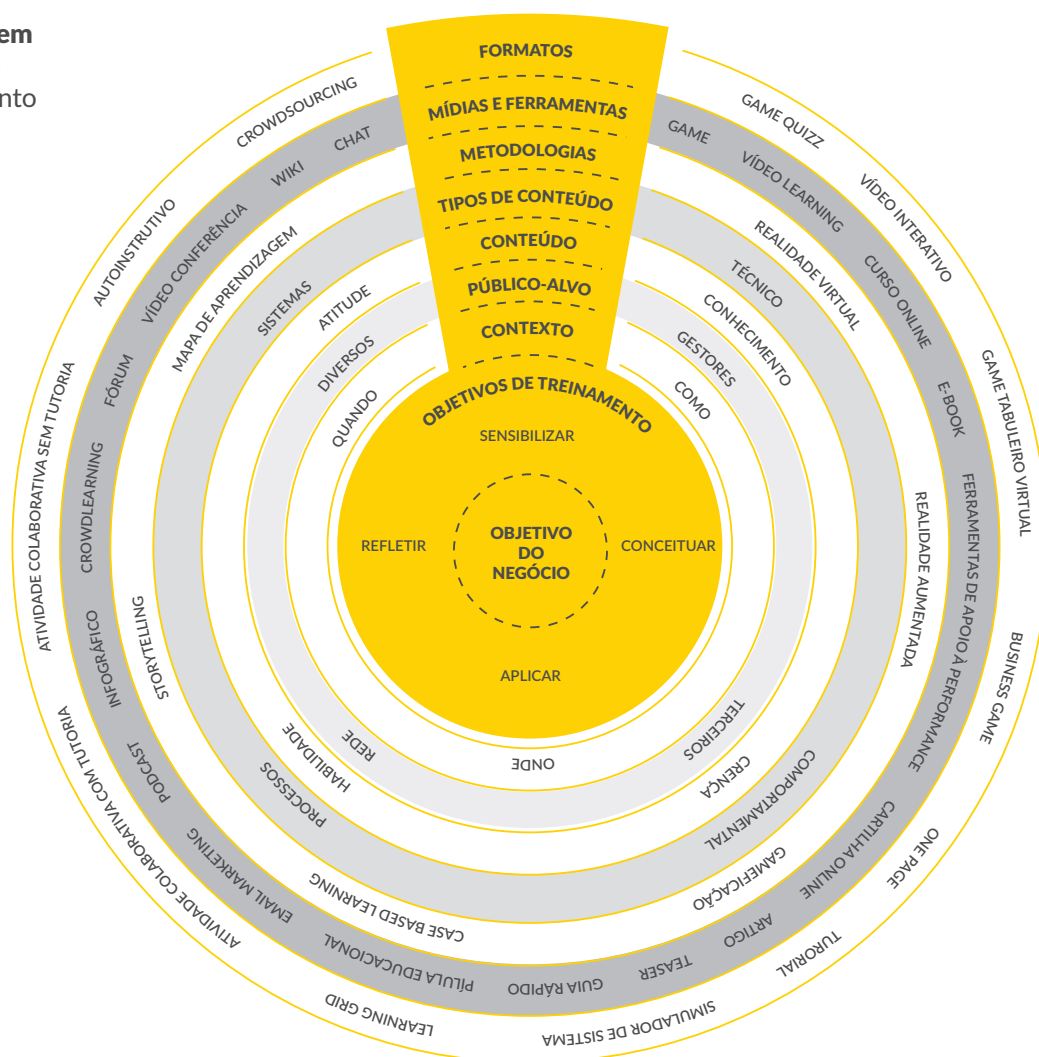 em
nto
FORMATOS
MÍDIAS E FERRAMENTAS
METODOLOGIAS
TIPOS DE CONTEÚDO
CONTEÚDO
PÚBLICO-ALVO
CONTEXTO
OBJETIVOS DE TREINAMENTO
SENSIBILIZAR
REFLETIR
CONCEITUAR
APLICAR
OBJETIVO
DO
NEGÓCIO
GAME QUIZZ
VÍDEO INTERATIVO
GAME TABULEIRO VIRTUAL
BUSINESS GAME
ONE PAGE
TURORIAL
SIMULADOR DE SISTEMA
LEARNING GRID
ATIVIDADE COLABORATIVA COM TUTORIA
ATIVIDADE COLABORATIVA SEM TUTORIA
AUTOINSTRUTIVO
CROWDSOURCING
GAME
VÍDEO LEARNING
CURSO ONLINE
E-BOOK
FERRAMENTAS DE APOIO À PERFORMANCE
CARTILHA ONLINE
ARTIGO
TEASER
GUIA RÁPIDO
PÍLULA EDUCACIONAL
EMAIL MARKETING
PODCAST
INFOGRÁFICO
CROWDLEARNING
FÓRUM
VÍDEO CONFERÊNCIA
WIKI
CHAT
REALIDADE VIRTUAL
REALIDADE AUMENTADA
GAMEFICAÇÃO
CASE BASED LEARNING
STORYTELLING
MAPA DE APRENDIZAGEM
TÉCNICO
COMPORTAMENTAL
PROCESSOS
SISTEMAS
CONHECIMENTO
CRENÇA
HABILIDADE
ATITUDE
GESTORES
TERCEIROS
REDE
DIVERSOS
COMO
ONDE
QUANDO